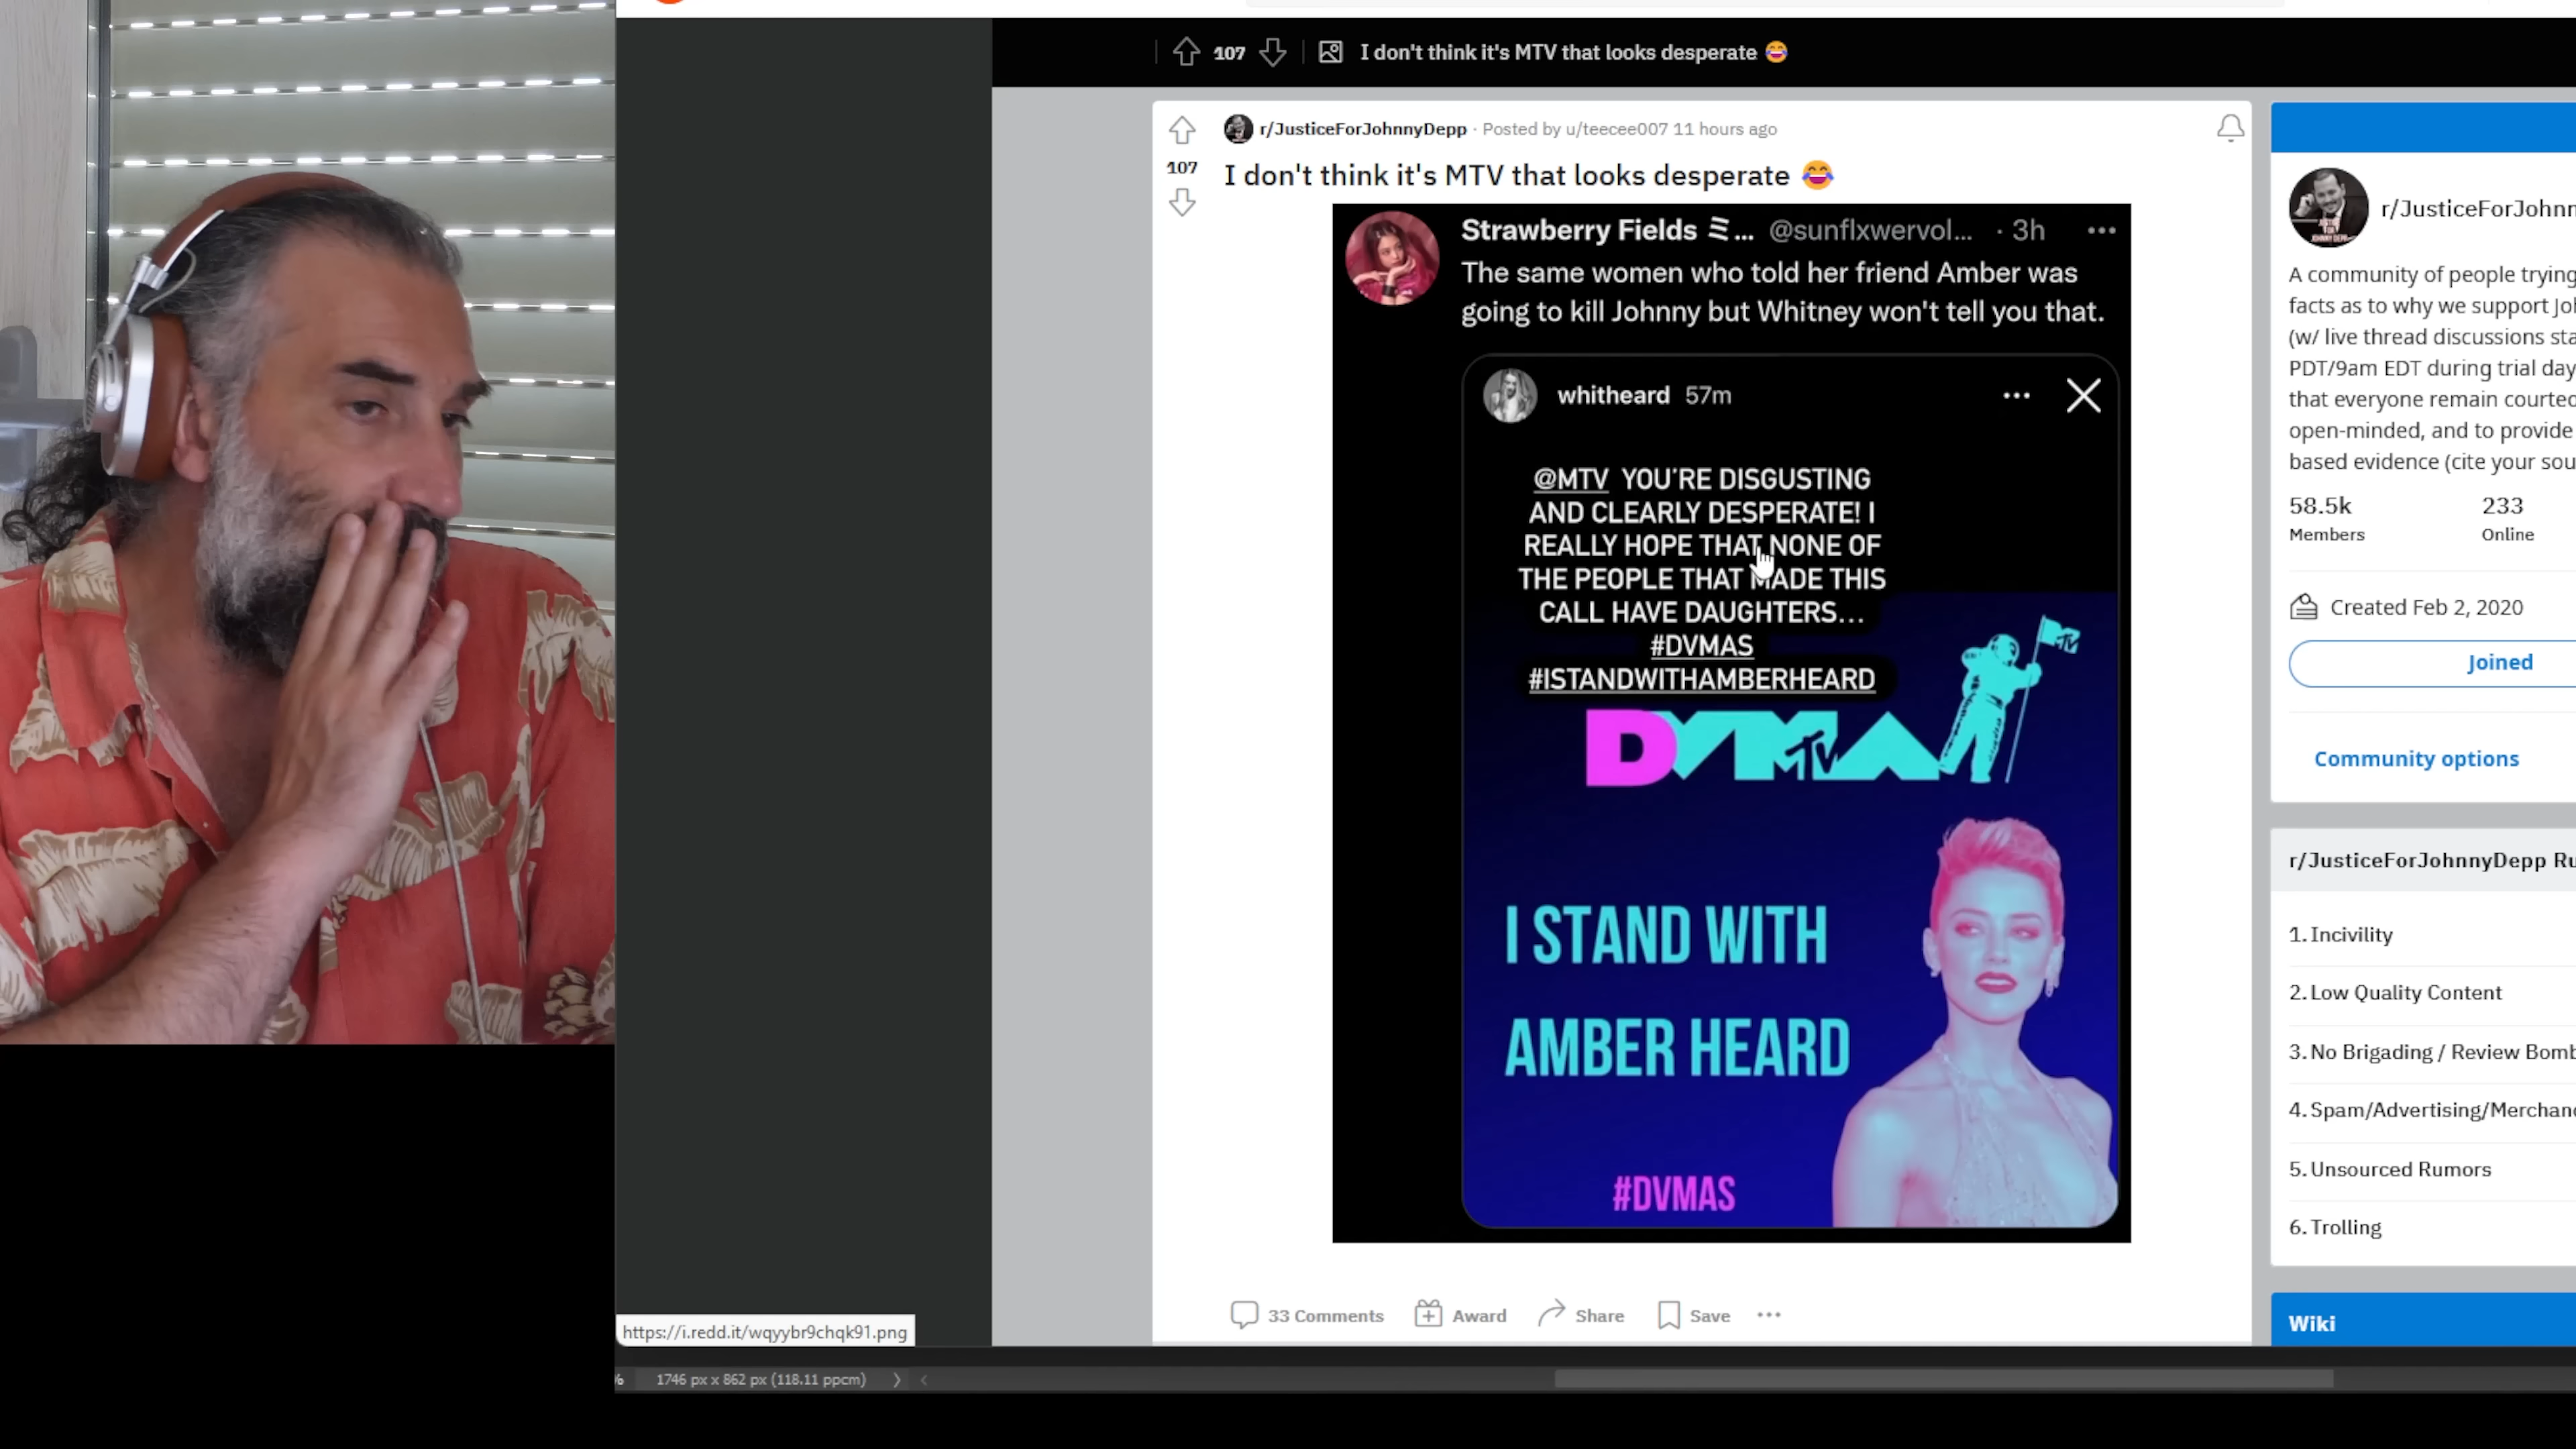 107
I don't think it's MTV that looks desperate 😂
r/JusticeForJohnnyDepp · Posted by u/teecee007 11 hours ago
107
I don't think it's MTV that looks desperate 😂
Strawberry Fields ... @sunflxwervol... · 3h
The same women who told her friend Amber was
going to kill Johnny but Whitney won't tell you that.
whitheard 57m
@MTV YOU'RE DISGUSTING
AND CLEARLY DESPERATE! I
REALLY HOPE THAT NONE OF
THE PEOPLE THAT MADE THIS
CALL HAVE DAUGHTERS...
#DVMAS
#ISTANDWITHAMBERHEARD
DVMA
MTV
MTV
I STAND WITH
AMBER HEARD
#DVMAS
33 Comments
Award
Share
Save
r/JusticeForJohnn
A community of people trying
facts as to why we support Jo
(w/ live thread discussions sta
PDT/9am EDT during trial day
that everyone remain courteo
open-minded, and to provide
based evidence (cite your sou
58.5k 233
Members Online
Created Feb 2, 2020
Joined
Community options
r/JusticeForJohnnyDepp Ru
1. Incivility
2. Low Quality Content
3. No Brigading / Review Bomb
4. Spam/Advertising/Merchan
5. Unsourced Rumors
6. Trolling
Wiki
https://i.redd.it/wqyybr9chqk91.png
% 1746 px x 862 px (118.11 ppcm)